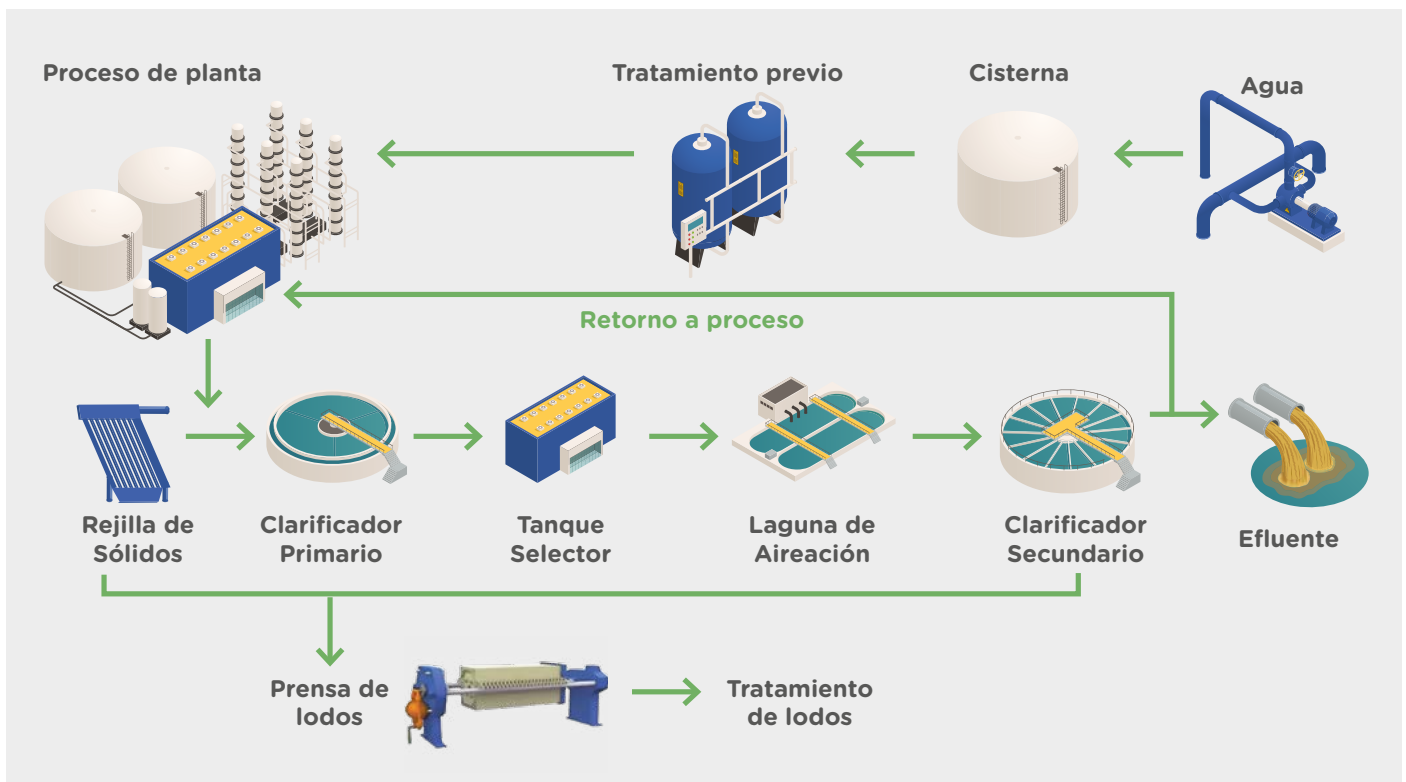 Proceso de planta
Tratamiento previo
Cisterna
Agua
Retorno a proceso
Rejilla de
Sólidos
Clarificador
Primario
Tanque
Selector
Laguna de
Aireación
Clarificador
Secundario
Efluente
Prensa de
lodos
Tratamiento
de lodos